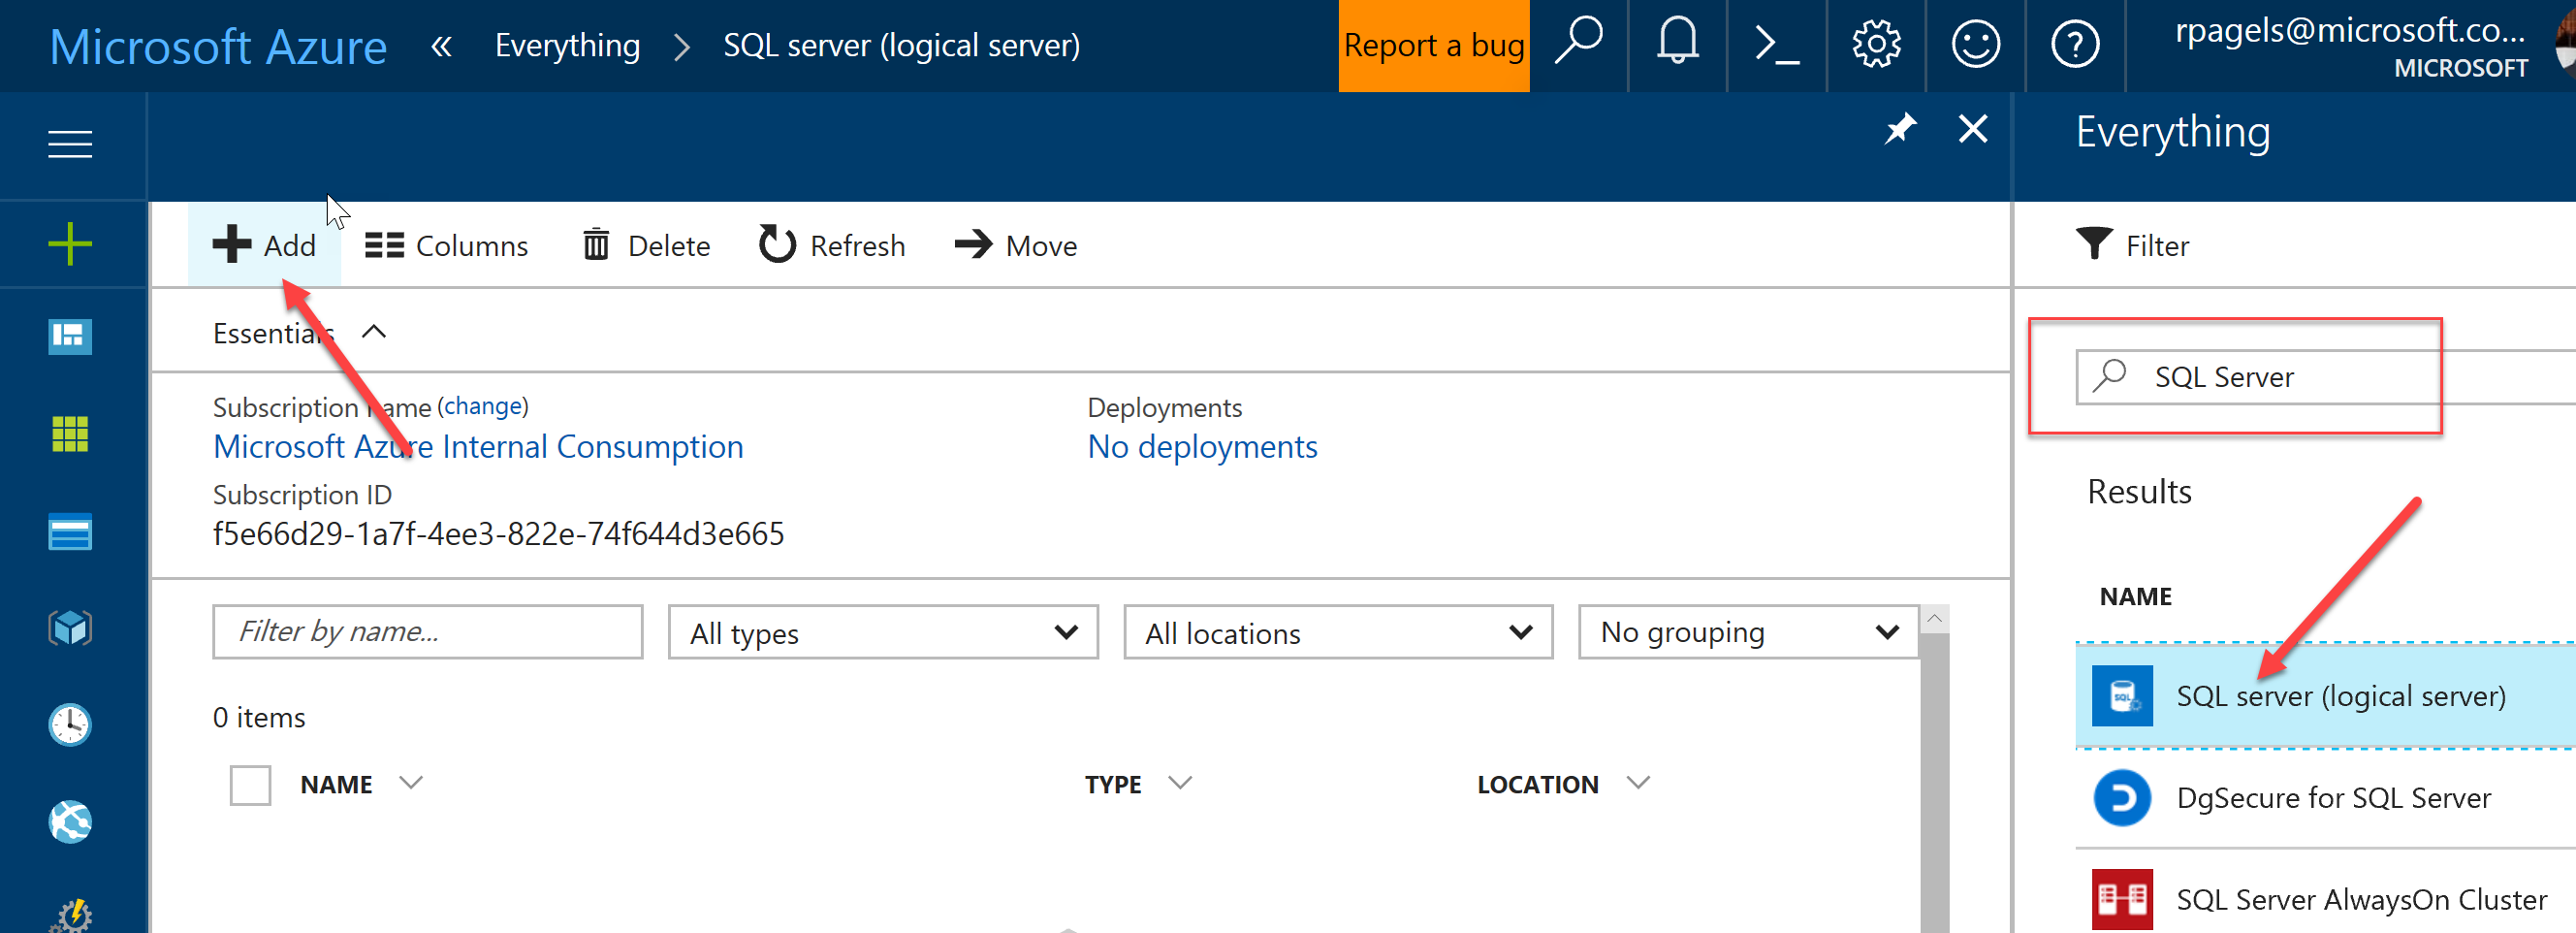 Microsoft Azure « Everything > SQL server (logical server) Report a bug rpagels@microsoft.co...
MICROSOFT
Everything
Add Columns Delete Refresh Move
Filter
Essentials
SQL Server
Subscription name (change) Deployments
Microsoft Azure Internal Consumption No deployments
Subscription ID
f5e66d29-1a7f-4ee3-822e-74f644d3e665
Results
NAME
Filter by name... All types All locations No grouping
SQL server (logical server)
0 items
NAME TYPE LOCATION
DgSecure for SQL Server
SQL Server AlwaysOn Cluster